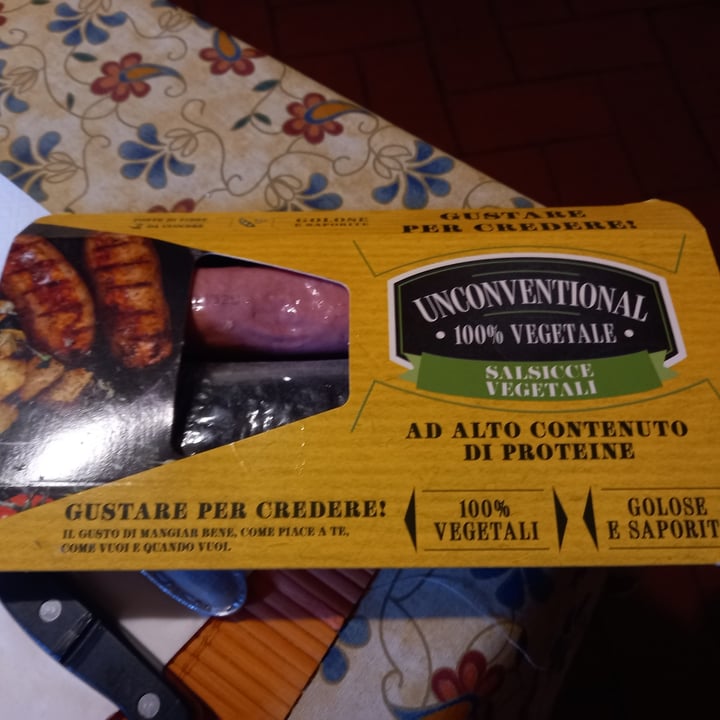 GOLOSE
E SAPORITE
GUSTARE
PER CREDERE!
UNCONVENTIONAL
• 100% VEGETALE •
SALSICCE
VEGETALI
AD ALTO CONTENUTO
DI PROTEINE
GUSTARE PER CREDERE!
IL GUSTO DI MANGIAR BENE, COME PIACE A TE,
COME VUOI E QUANDO VUOI.
100%
VEGETALI
GOLOSE
E SAPORIT